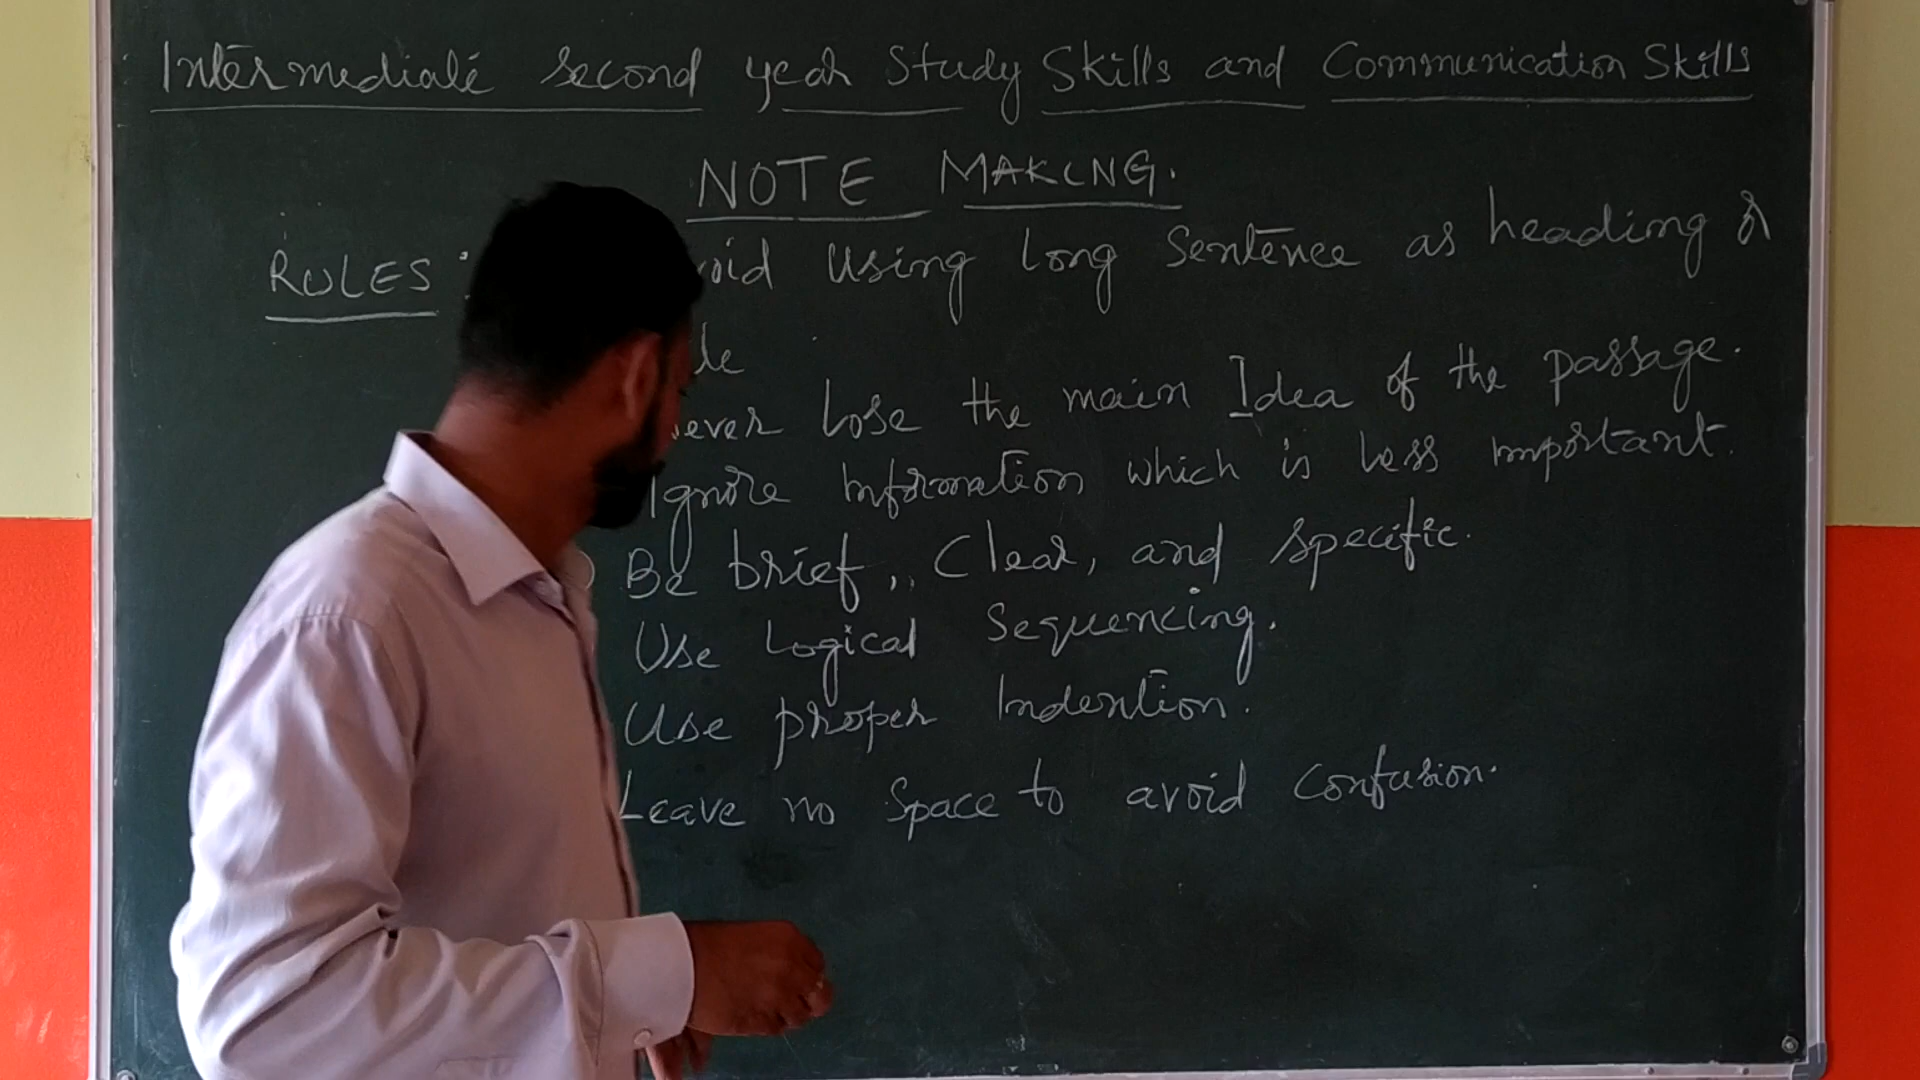 Intermediate second year Study Skills and Communication Skills
NOTE MAKING.
RULES : void Using long Sentence as heading or
le
ever lose the main Idea of the passage.
Ignore Information which is less important.
Be brief, Clear, and specific.
Use Logical Sequencing.
Use proper Indention.
Leave no Space to avoid Confusion.